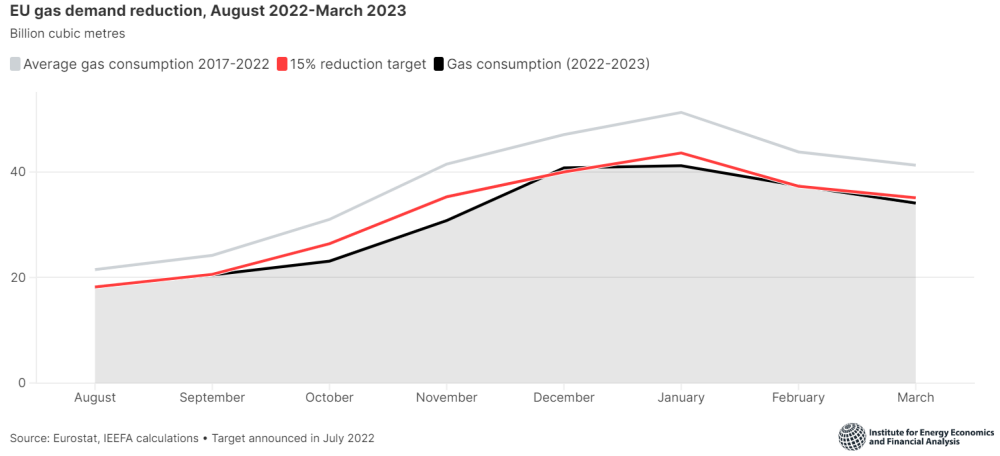 EU gas demand reduction, August 2022-March 2023
Billion cubic metres
Average gas consumption 2017-2022 15% reduction target Gas consumption (2022-2023)
40
20
0
August September October November December January February March
Source: Eurostat, IEEFA calculations • Target announced in July 2022
Institute for Energy Economics
and Financial Analysis